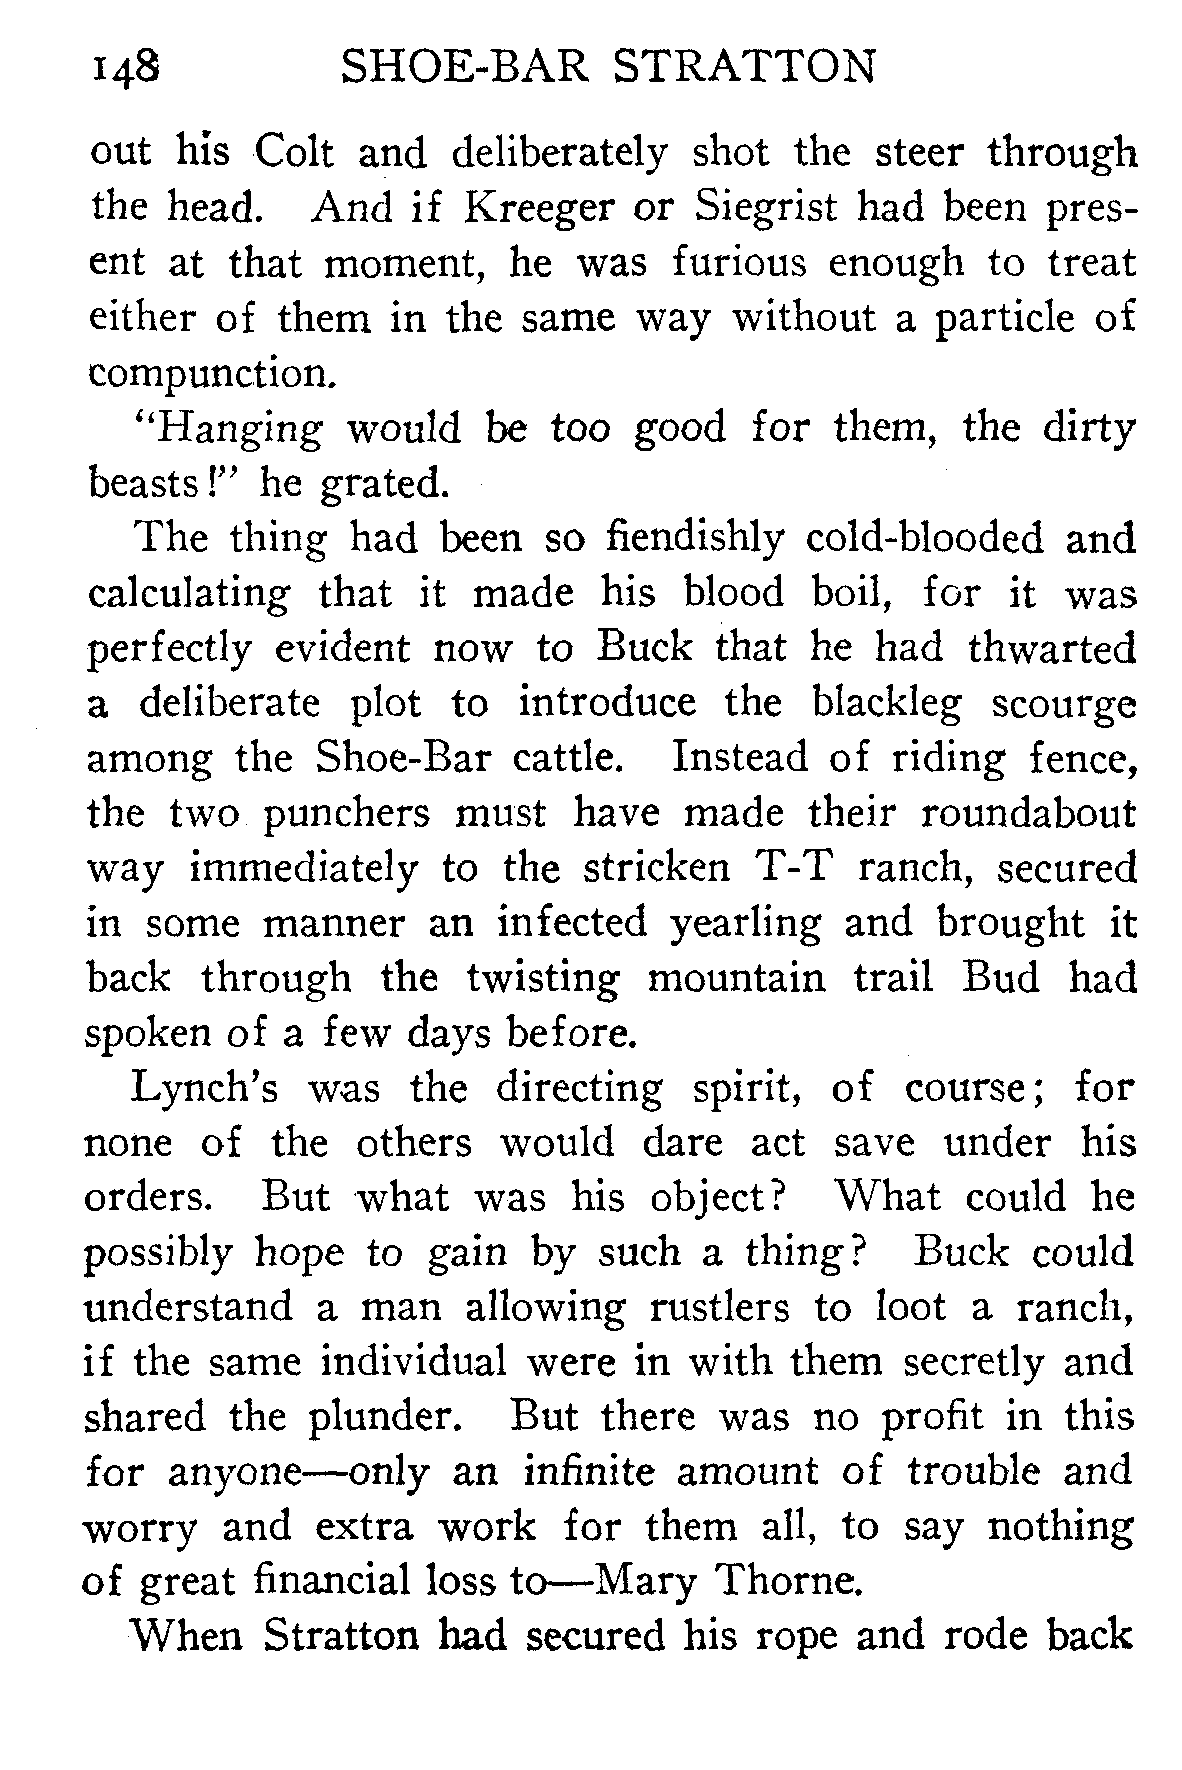 148 SHOE-BAR STRATTON
out his Colt and deliberately shot the steer through
the head. And if Kreeger or Siegrist had been pres-
ent at that moment, he was furious enough to treat
either of them in the same way without a particle of
compunction.
"Hanging would be too good for them, the dirty
beasts!" he grated.
The thing had been so fiendishly cold-blooded and
calculating that it made his blood boil, for it was
perfectly evident now to Buck that he had thwarted
a deliberate plot to introduce the blackleg scourge
among the Shoe-Bar cattle. Instead of riding fence,
the two punchers must have made their roundabout
way immediately to the stricken T-T ranch, secured
in some manner an infected yearling and brought it
back through the twisting mountain trail Bud had
spoken of a few days before.
Lynch's was the directing spirit, of course; for
none of the others would dare act save under his
orders. But what was his object? What could he
possibly hope to gain by such a thing? Buck could
understand a man allowing rustlers to loot a ranch,
if the same individual were in with them secretly and
shared the plunder. But there was no profit in this
for anyone—only an infinite amount of trouble and
worry and extra work for them all, to say nothing
of great financial loss to—Mary Thorne.
When Stratton had secured his rope and rode back